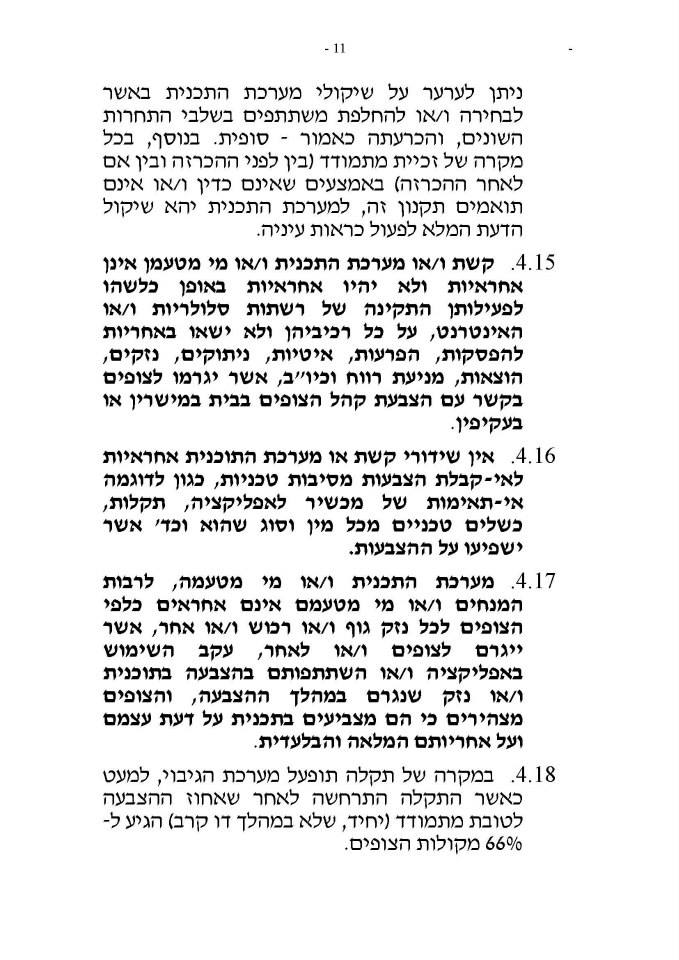 - 11 -
ניתן לערער על שיקולי מערכת התכנית באשר
לבחירה ו/או להחלפת משתתפים בשלבי התחרות
השונים, והכרעתה כאמור - סופית. בנוסף, בכל
מקרה של זכיית מתמודד (בין לפני ההכרזה ובין אם
לאחר ההכרזה) באמצעים שאינם כדין ו/או אינם
תואמים תקנון זה, למערכת התכנית יהא שיקול
הדעת המלא לפעול כראות עיניה.
4.15. קשת ו/או מערכת התכנית ו/או מי מטעמן אינן
אחראיות ולא יהיו אחראיות באופן כלשהו
לפעילותן התקינה של רשתות סלולריות ו/או
האינטרנט, על כל רכיביהן ולא ישאו באחריות
להפסקות, הפרעות, איטיות, ניתוקים, נזקים,
הוצאות, מניעת רווח וכיו"ב, אשר יגרמו לצופים
בקשר עם הצבעת קהל הצופים בבית במישרין או
בעקיפין.
4.16. אין שידורי קשת או מערכת התוכנית אחראיות
לאי-קבלת הצבעות מסיבות טכניות, כגון לדוגמה
אי-תאימות של מכשיר לאפליקציה, תקלות,
כשלים טכניים מכל מין וסוג שהוא וכד' אשר
ישפיעו על ההצבעות.
4.17. מערכת התכנית ו/או מי מטעמה, לרבות
המנחים ו/או מי מטעמם אינם אחראים כלפי
הצופים לכל נזק גוף ו/או רכוש ו/או אחר, אשר
ייגרם לצופים ו/או לאחר, עקב השימוש
באפליקציה ו/או השתתפותם בהצבעה בתוכנית
ו/או נזק שנגרם במהלך ההצבעה, והצופים
מצהירים כי הם מצביעים בתכנית על דעת עצמם
ועל אחריותם המלאה והבלעדית.
4.18. במקרה של תקלה תופעל מערכת הגיבוי, למעט
כאשר התקלה התרחשה לאחר שאחוז ההצבעה
לטובת מתמודד (יחיד, שלא במהלך דו קרב) הגיע ל-
66% מקולות הצופים.